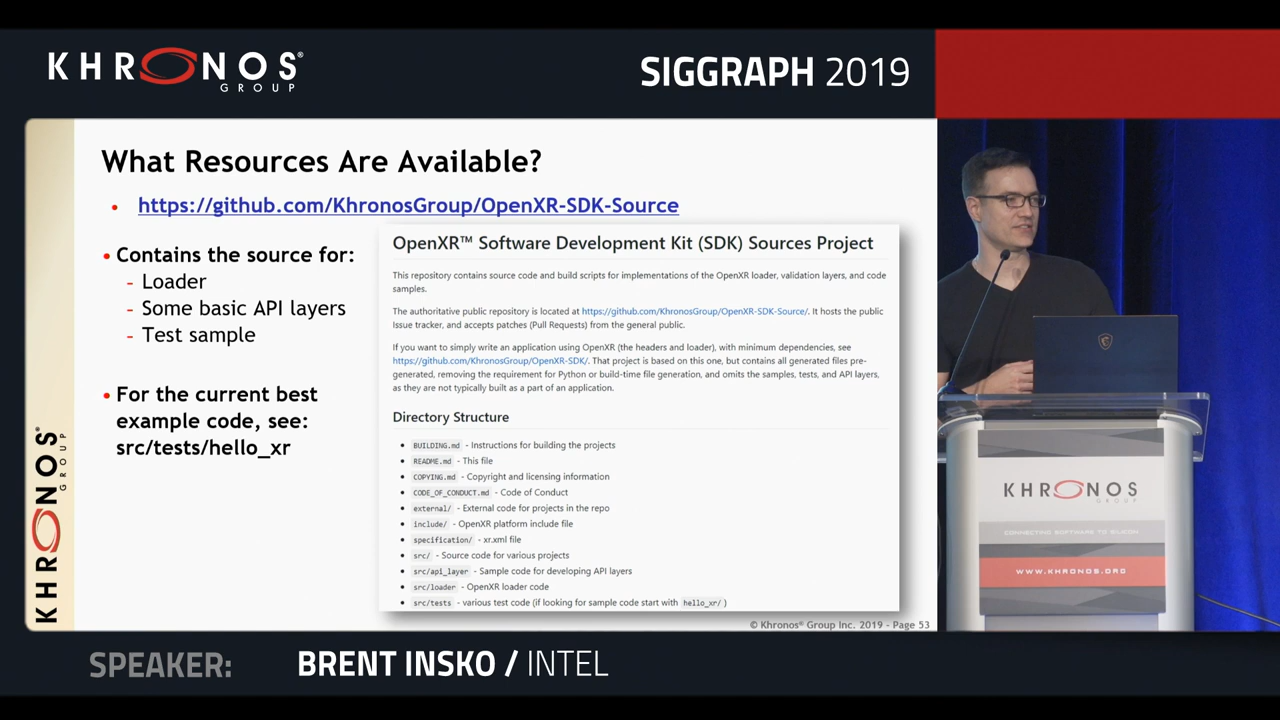 KHRONOS®
GROUP
SIGGRAPH 2019
What Resources Are Available?
• https://github.com/KhronosGroup/OpenXR-SDK-Source
• Contains the source for:
- Loader
- Some basic API layers
- Test sample
• For the current best
example code, see:
src/tests/hello_xr
OpenXR™ Software Development Kit (SDK) Sources Project
This repository contains source code and build scripts for implementations of the OpenXR loader, validation layers, and code
samples.
The authoritative public repository is located at https://github.com/KhronosGroup/OpenXR-SDK-Source/. It hosts the public
Issue tracker, and accepts patches (Pull Requests) from the general public.
If you want to simply write an application using OpenXR (the headers and loader), with minimum dependencies, see
https://github.com/KhronosGroup/OpenXR-SDK/. That project is based on this one, but contains all generated files pre-
generated, removing the requirement for Python or build-time file generation, and omits the samples, tests, and API layers,
as they are not typically built as a part of an application.
Directory Structure
• BUILDING.md - Instructions for building the projects
• README.md - This file
• COPYING.md - Copyright and licensing information
• CODE_OF_CONDUCT.md - Code of Conduct
• external/ - External code for projects in the repo
• include/ - OpenXR platform include file
• specification/ - xr.xml file
• src/ - Source code for various projects
• src/api_layer - Sample code for developing API layers
• src/loader - OpenXR loader code
• src/tests - various test code (if looking for sample code start with hello_xr/ )
KHRONOS®
GROUP
© Khronos® Group Inc. 2019 - Page 53
KHRONOS
GROUP
CONNECTING SOFTWARE TO SILICON
WWW.KHRONOS.ORG
SPEAKER: BRENT INSKO / INTEL